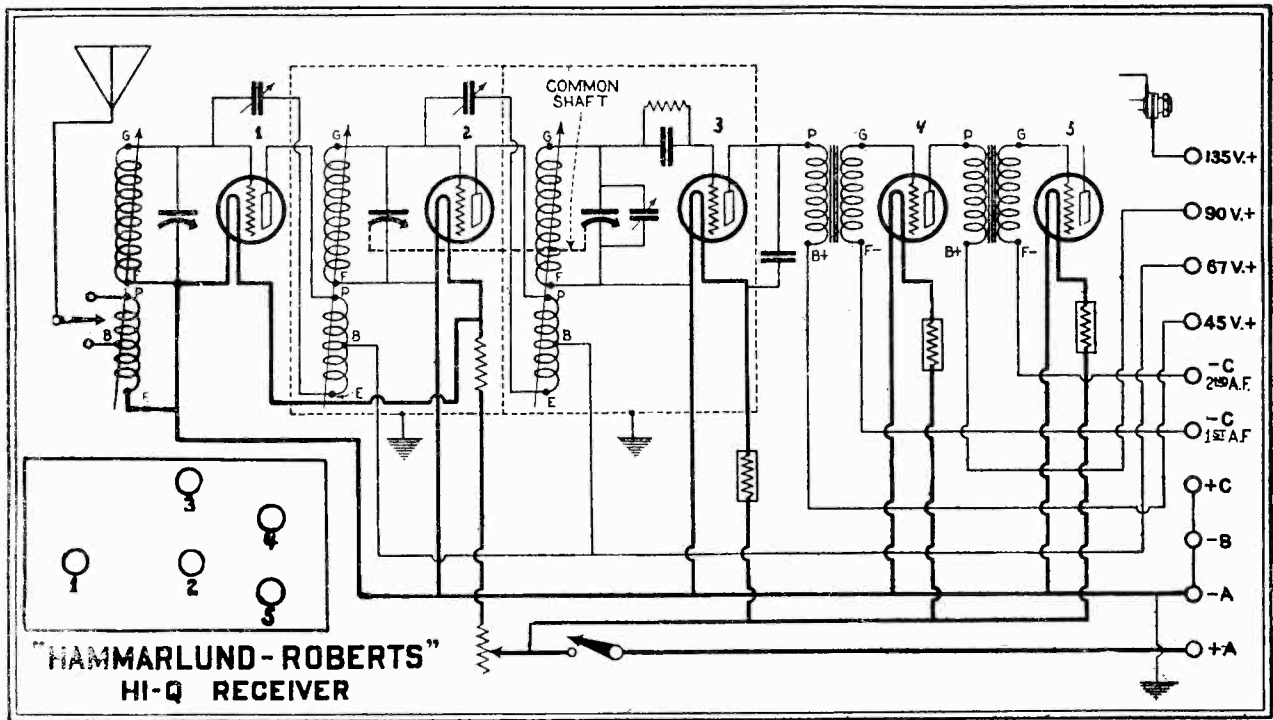 COMMON
SHAFT
G
1
G
2
3
P
G
4
P
G
5
135 V.+
90 V.+
67 V.+
45 V.+
-C
2ND A.F.
-C
1ST A.F
+C
-B
-A
+A
B+
F-
B+
F-
F
P
B
E
F
P
B
E
G
F
P
B
E
3
4
1
2
5
"HAMMARLUND-ROBERTS"
HI-Q RECEIVER